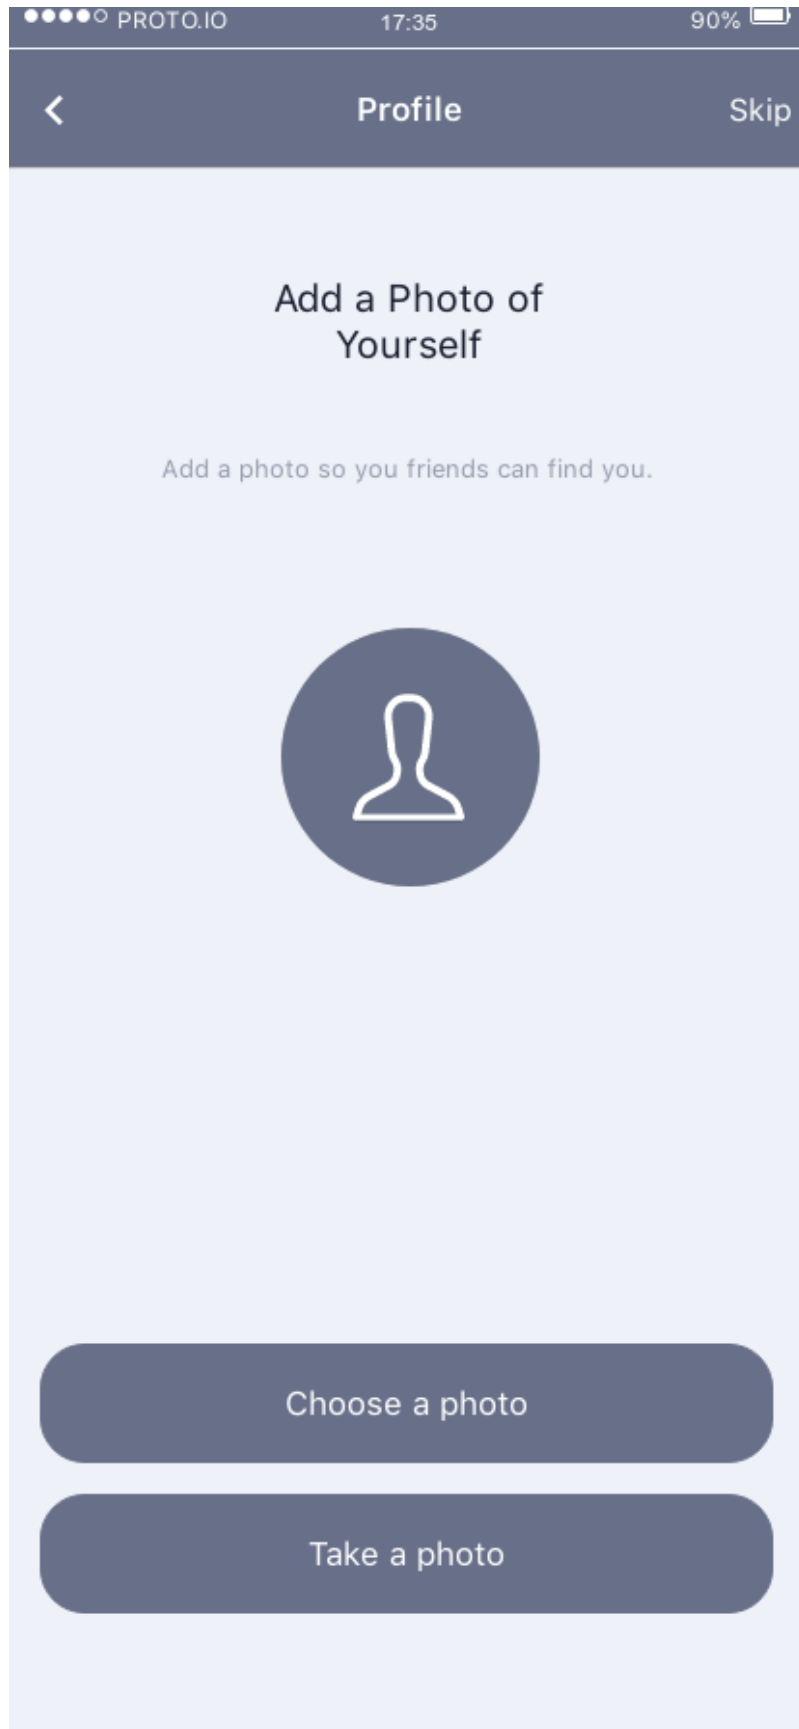 PROTO.IO 17:35 90%
Profile Skip
Add a Photo of
Yourself
Add a photo so you friends can find you.
Choose a photo
Take a photo